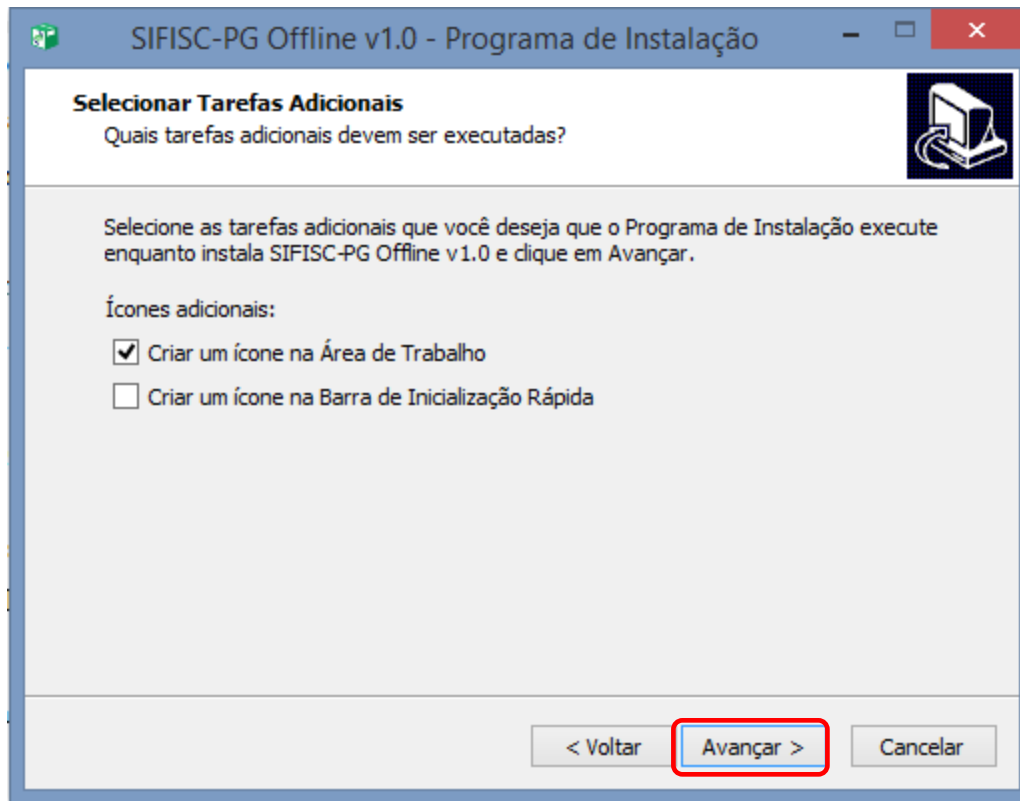 SIFISC-PG Offline v1.0 - Programa de Instalação
Selecionar Tarefas Adicionais
Quais tarefas adicionais devem ser executadas?
Selecione as tarefas adicionais que você deseja que o Programa de Instalação execute
enquanto instala SIFISC-PG Offline v1.0 e clique em Avançar.
Ícones adicionais:
Criar um ícone na Área de Trabalho
Criar um ícone na Barra de Inicialização Rápida
< Voltar
Avançar >
Cancelar